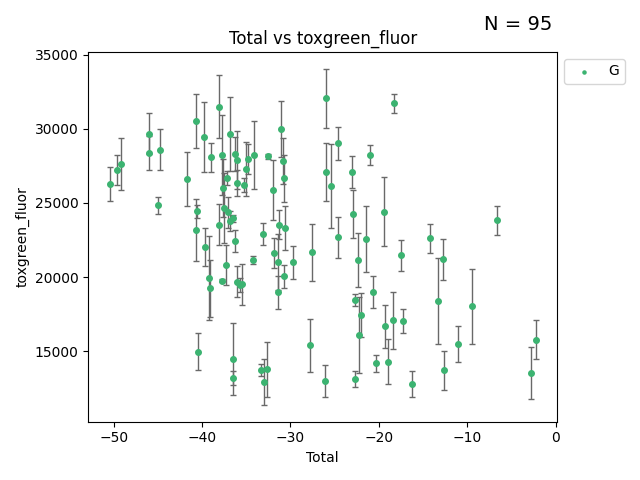 N = 95
Total vs toxgreen_fluor
G
toxgreen_fluor
35000
30000
25000
20000
15000
−50 −40 −30 −20 −10 0
Total